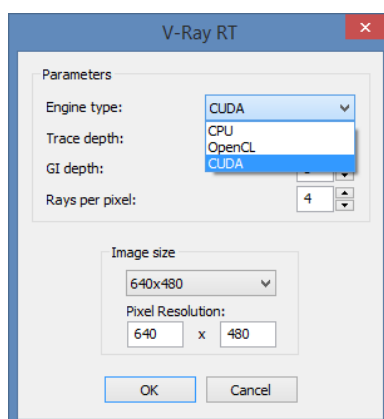 V-Ray RT
Parameters
Engine type: CUDA
CPU
OpenCL
CUDA
Trace depth:
GI depth:
Rays per pixel: 4
Image size
640x480
Pixel Resolution:
640 x 480
OK Cancel